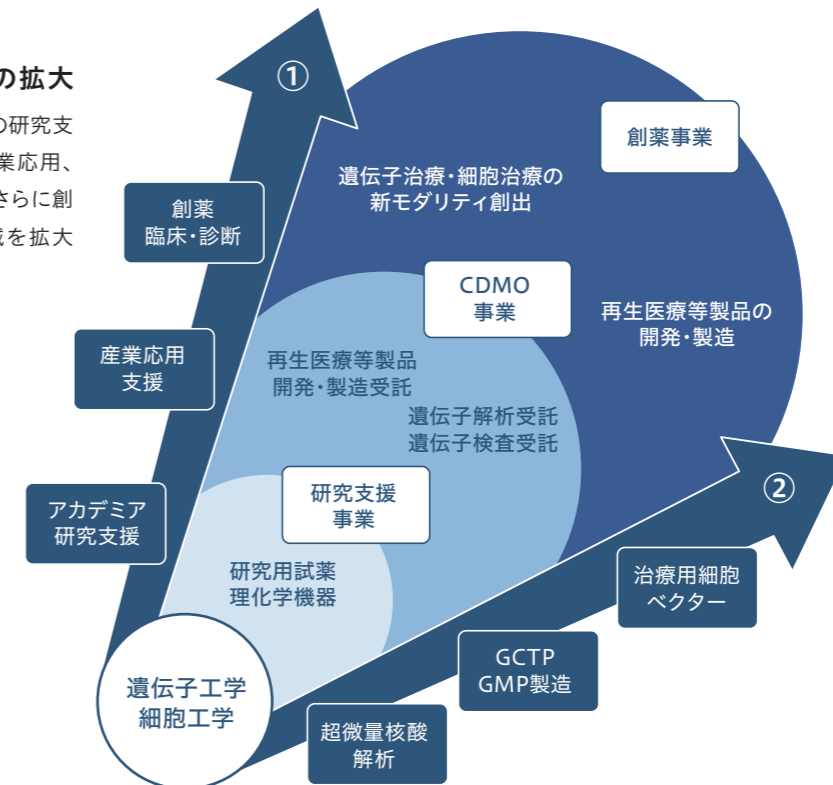 の拡大
の研究支
業応用、
さらに創
域を拡大
①
創薬事業
遺伝子治療・細胞治療の
新モダリティ創出
創薬
臨床・診断
CDMO
事業
再生医療等製品の
開発・製造
産業応用
支援
再生医療等製品
開発・製造受託
遺伝子解析受託
遺伝子検査受託
②
研究支援
事業
アカデミア
研究支援
研究用試薬
理化学機器
治療用細胞
ベクター
GCTP
GMP製造
遺伝子工学
細胞工学
超微量核酸
解析